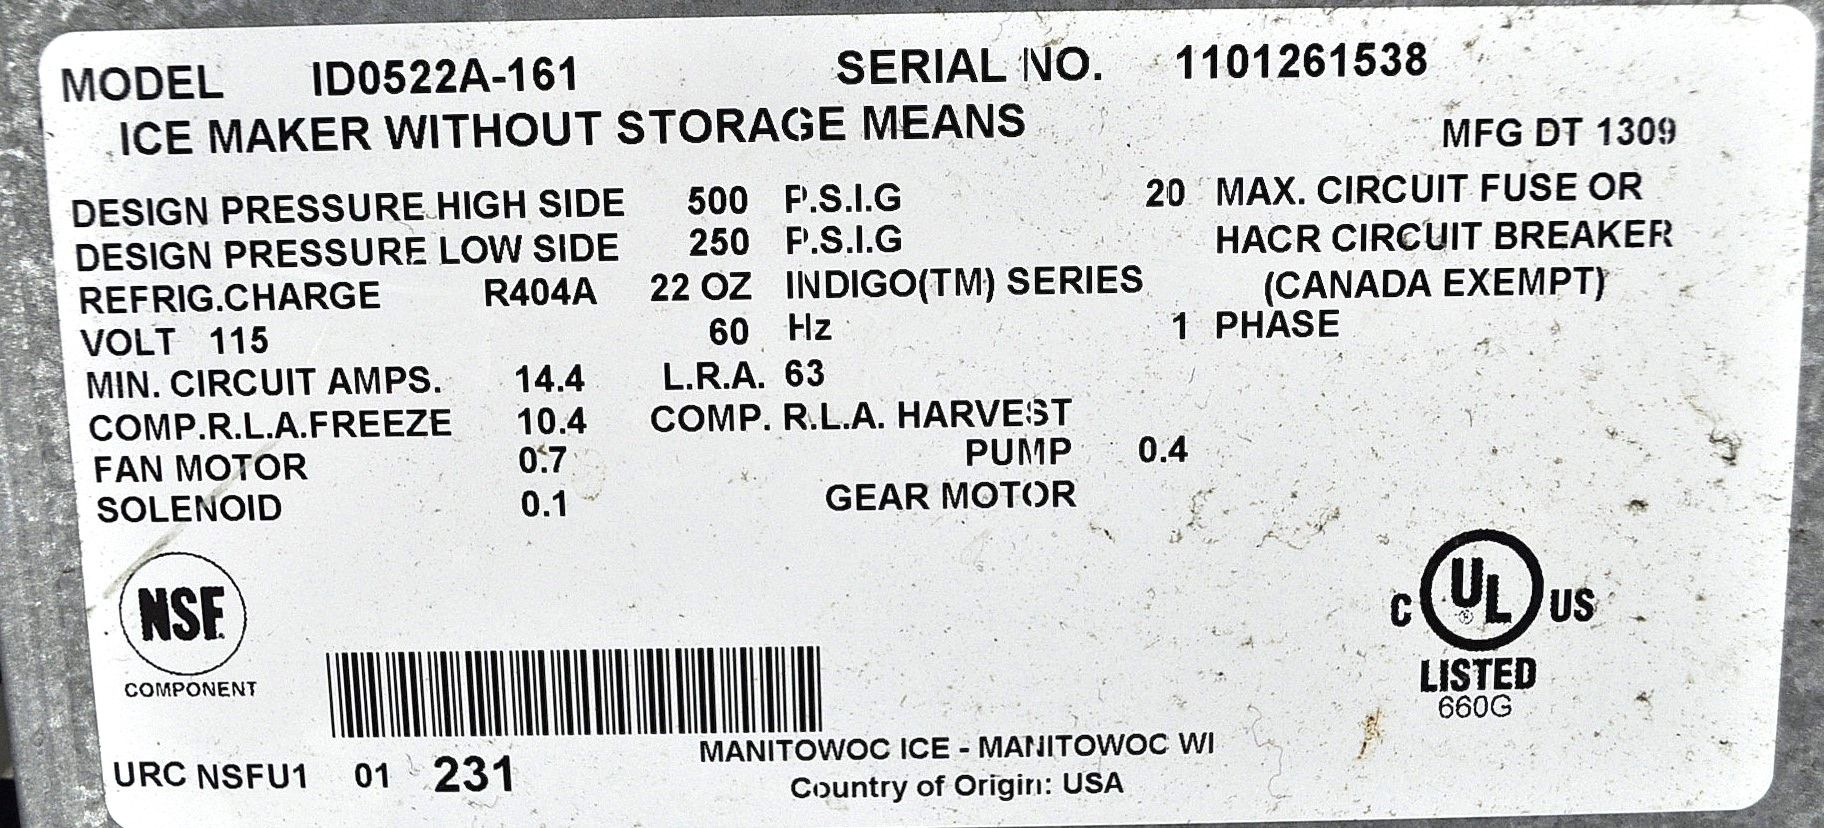 MODEL ID0522A-161 SERIAL NO. 1101261538
ICE MAKER WITHOUT STORAGE MEANS MFG DT 1309
DESIGN PRESSURE HIGH SIDE 500 P.S.I.G 20 MAX. CIRCUIT FUSE OR
DESIGN PRESSURE LOW SIDE 250 P.S.I.G HACR CIRCUIT BREAKER
REFRIG.CHARGE R404A 22 OZ INDIGO(TM) SERIES (CANADA EXEMPT)
VOLT 115 60 Hz 1 PHASE
MIN. CIRCUIT AMPS. 14.4 L.R.A. 63
COMP.R.L.A.FREEZE 10.4 COMP. R.L.A. HARVEST
FAN MOTOR 0.7 PUMP 0.4
SOLENOID 0.1 GEAR MOTOR
NSF
COMPONENT
C UL® US
LISTED
660G
URC NSFU1 01 231
MANITOWOC ICE - MANITOWOC WI
Country of Origin: USA